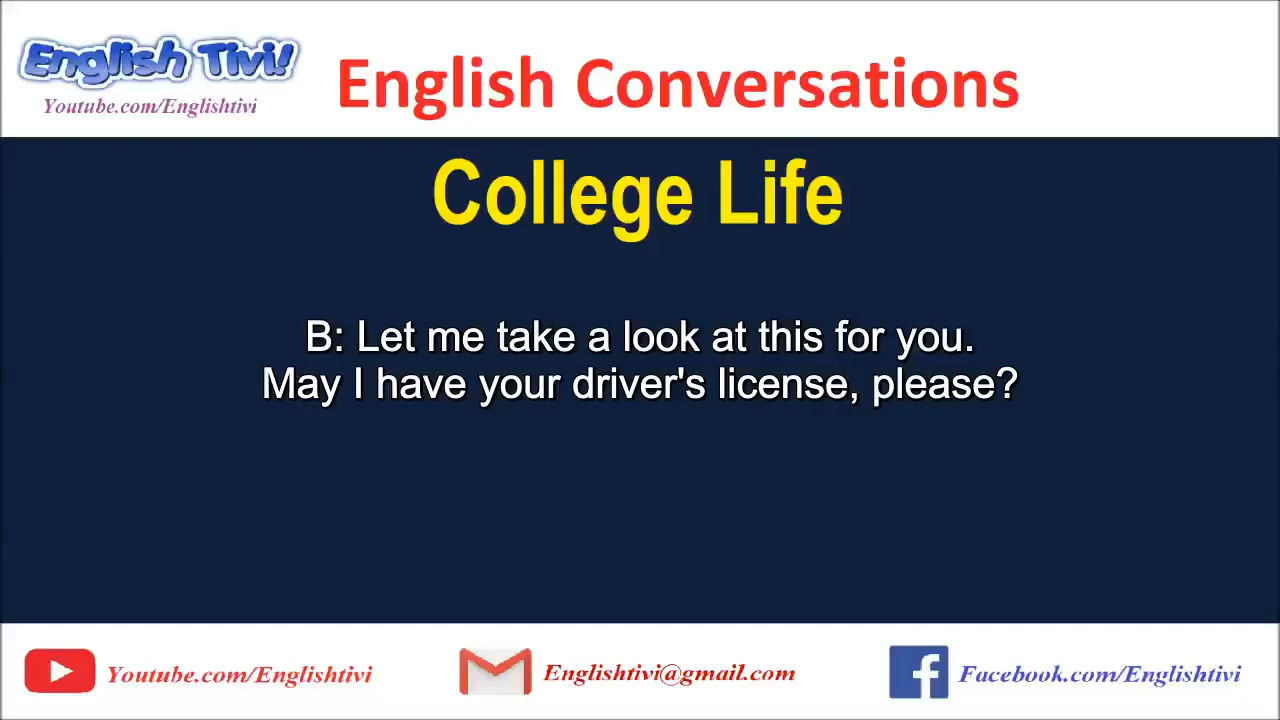 English Tivi!
Youtube.com/Englishtivi
English Conversations
College Life
B: Let me take a look at this for you.
May I have your driver's license, please?
Youtube.com/Englishtivi
Englishtivi@gmail.com
Facebook.com/Englishtivi